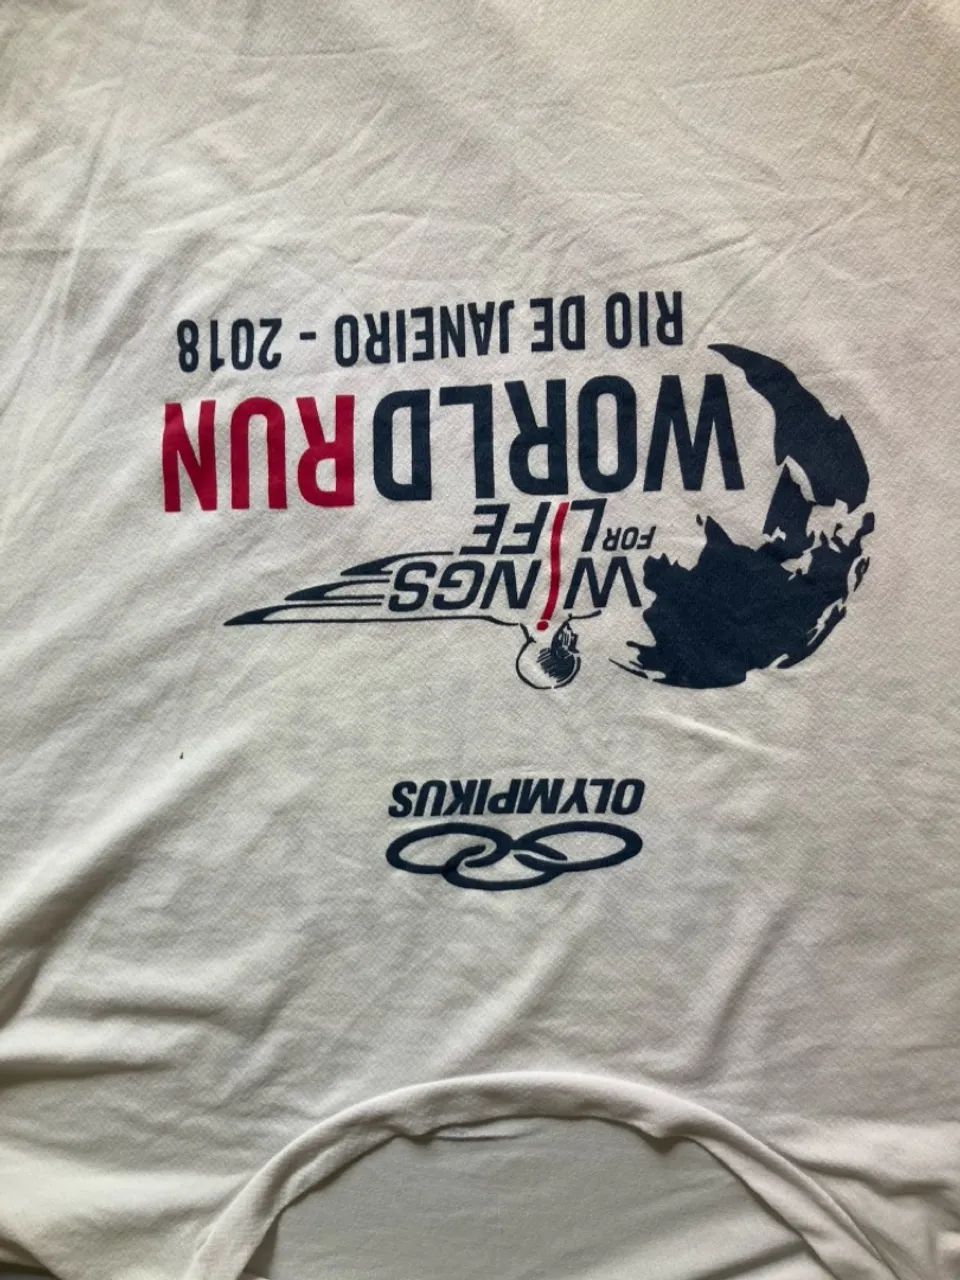 OLYMPIKUS
WINGS
FOR LIFE
WORLD RUN
RIO DE JANEIRO - 2018